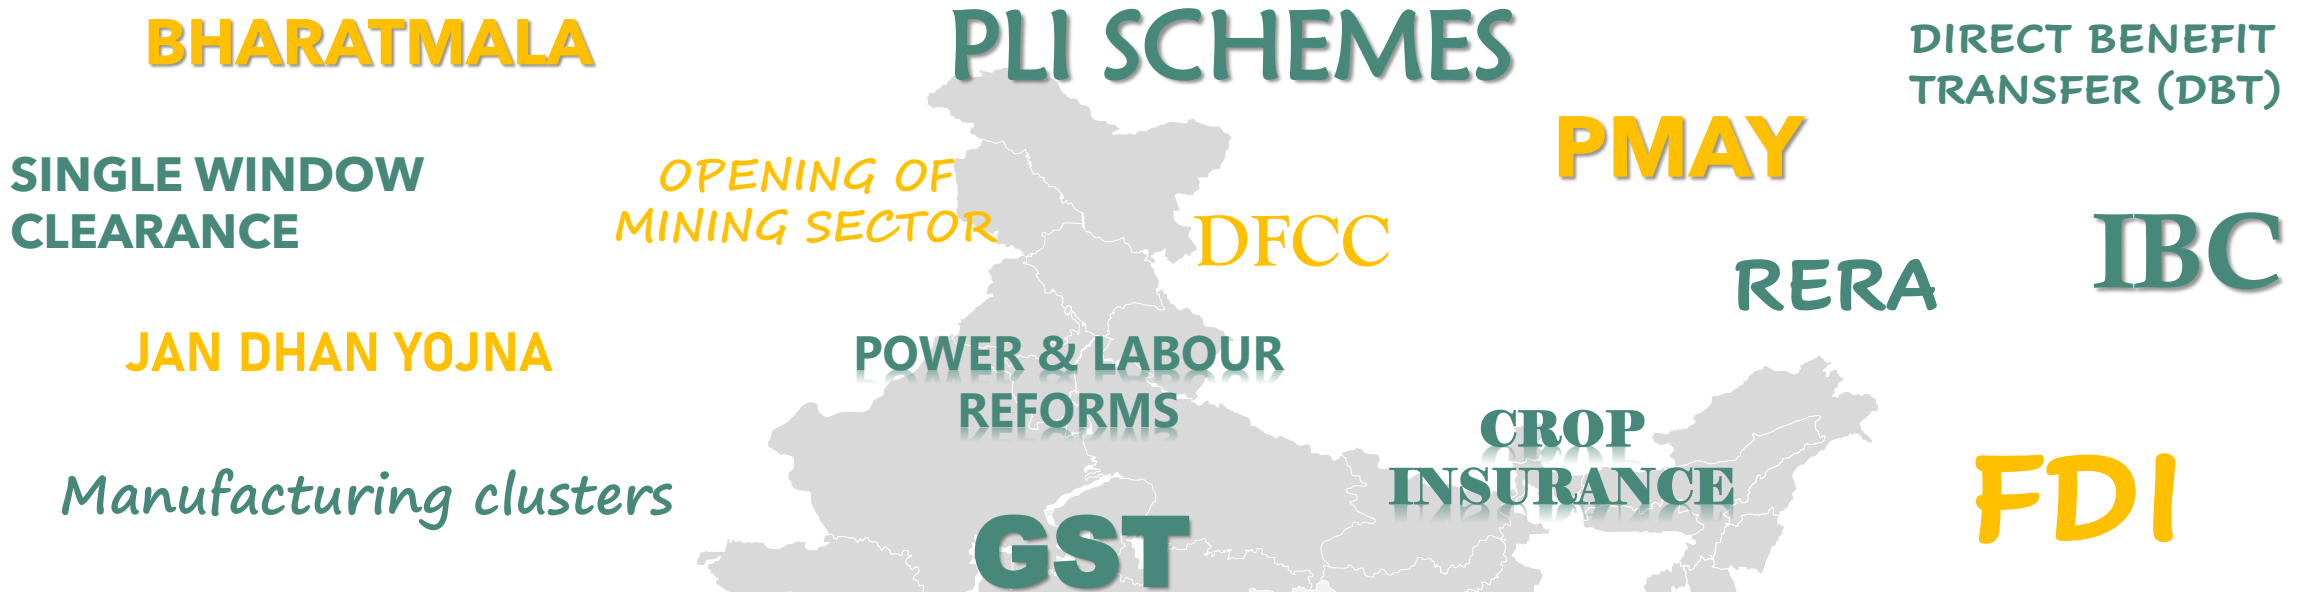 BHARATMALA
PLI SCHEMES
DIRECT BENEFIT
TRANSFER (DBT)
PMAY
SINGLE WINDOW
CLEARANCE
OPENING OF
MINING SECTOR
DFCC
RERA
IBC
JAN DHAN YOJNA
POWER & LABOUR
REFORMS
CROP
INSURANCE
Manufacturing clusters
FDI
GST